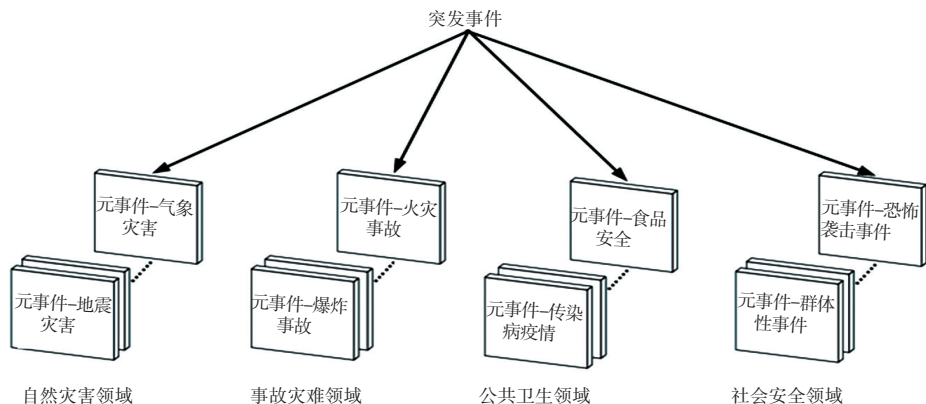 突发事件
元事件–气象
灾害
元事件–火灾
事故
元事件–食品
安全
元事件–恐怖
袭击事件
元事件–地震
灾害
元事件–爆炸
事故
元事件–传染
病疫情
元事件–群体
性事件
自然灾害领域
事故灾难领域
公共卫生领域
社会安全领域